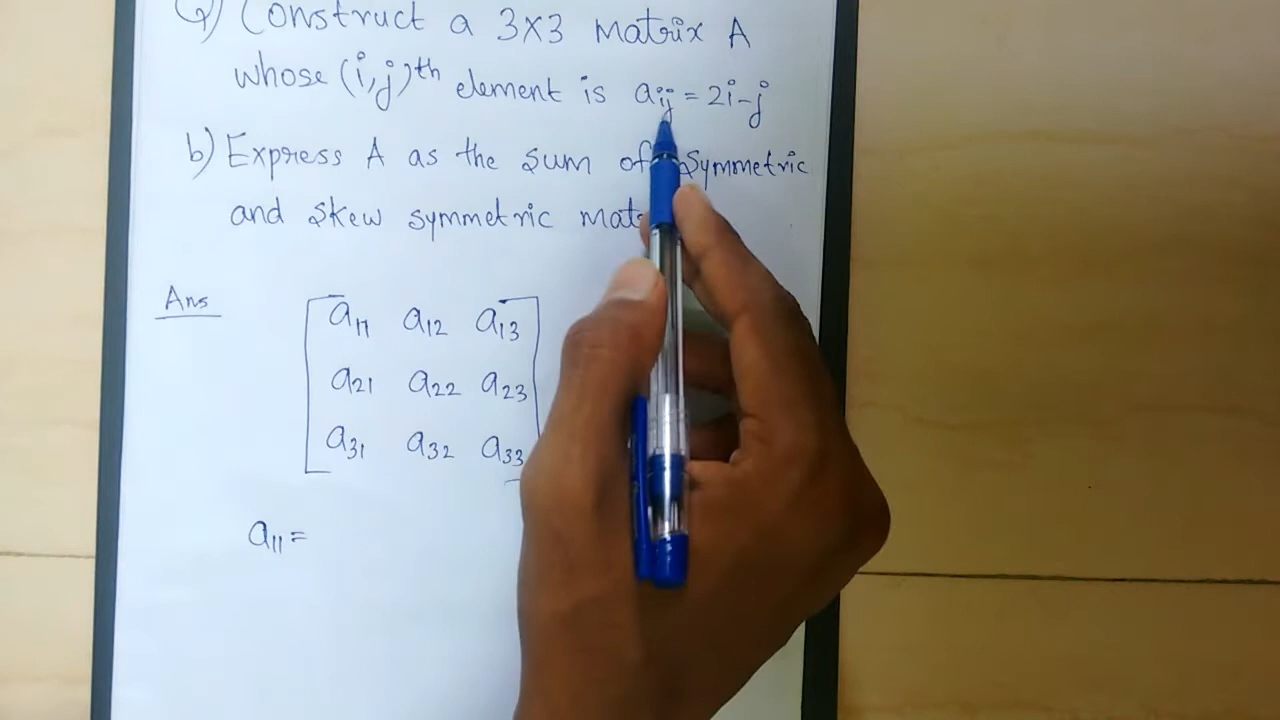 Q) Construct a 3x3 matrix A
whose (i,j)th element is aij = 2i-j
b) Express A as the sum of Symmetric
and skew symmetric
Ans
a11 a12 a13
a21 a22 a23
a31 a32 a33
a11 =